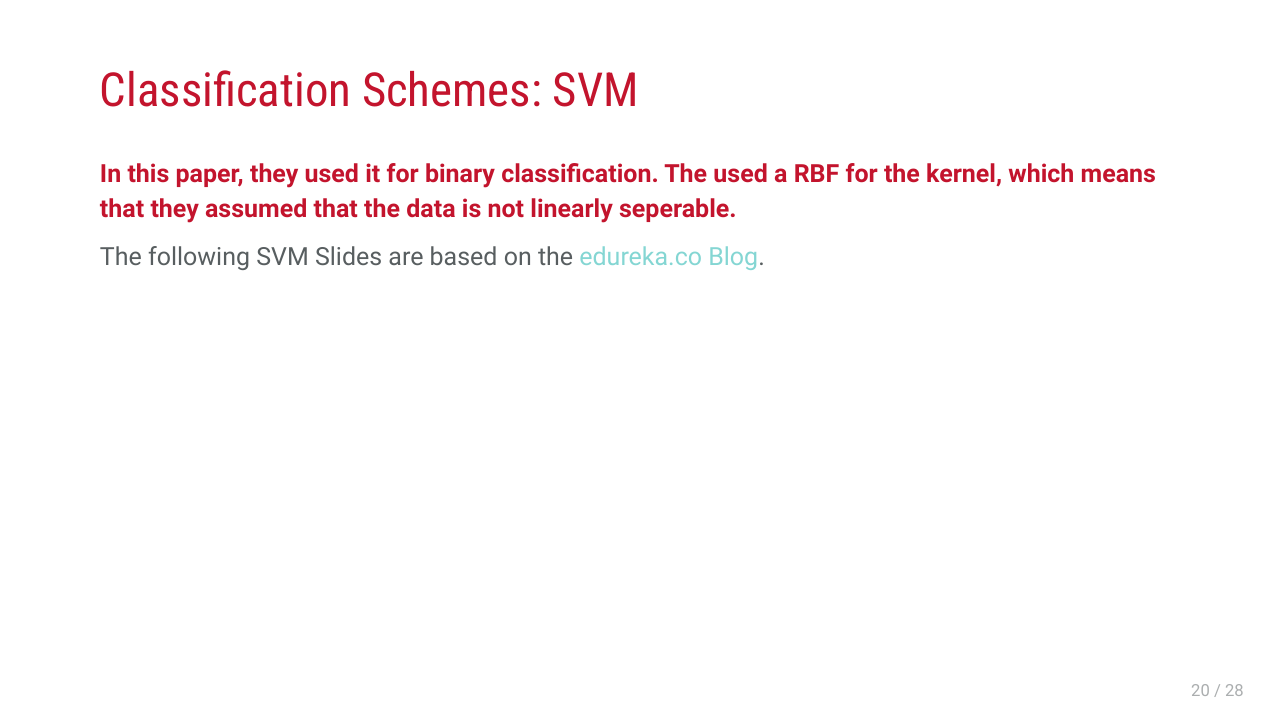 Classification Schemes: SVM
In this paper, they used it for binary classification. The used a RBF for the kernel, which means
that they assumed that the data is not linearly seperable.
The following SVM Slides are based on the edureka.co Blog.
20 / 28